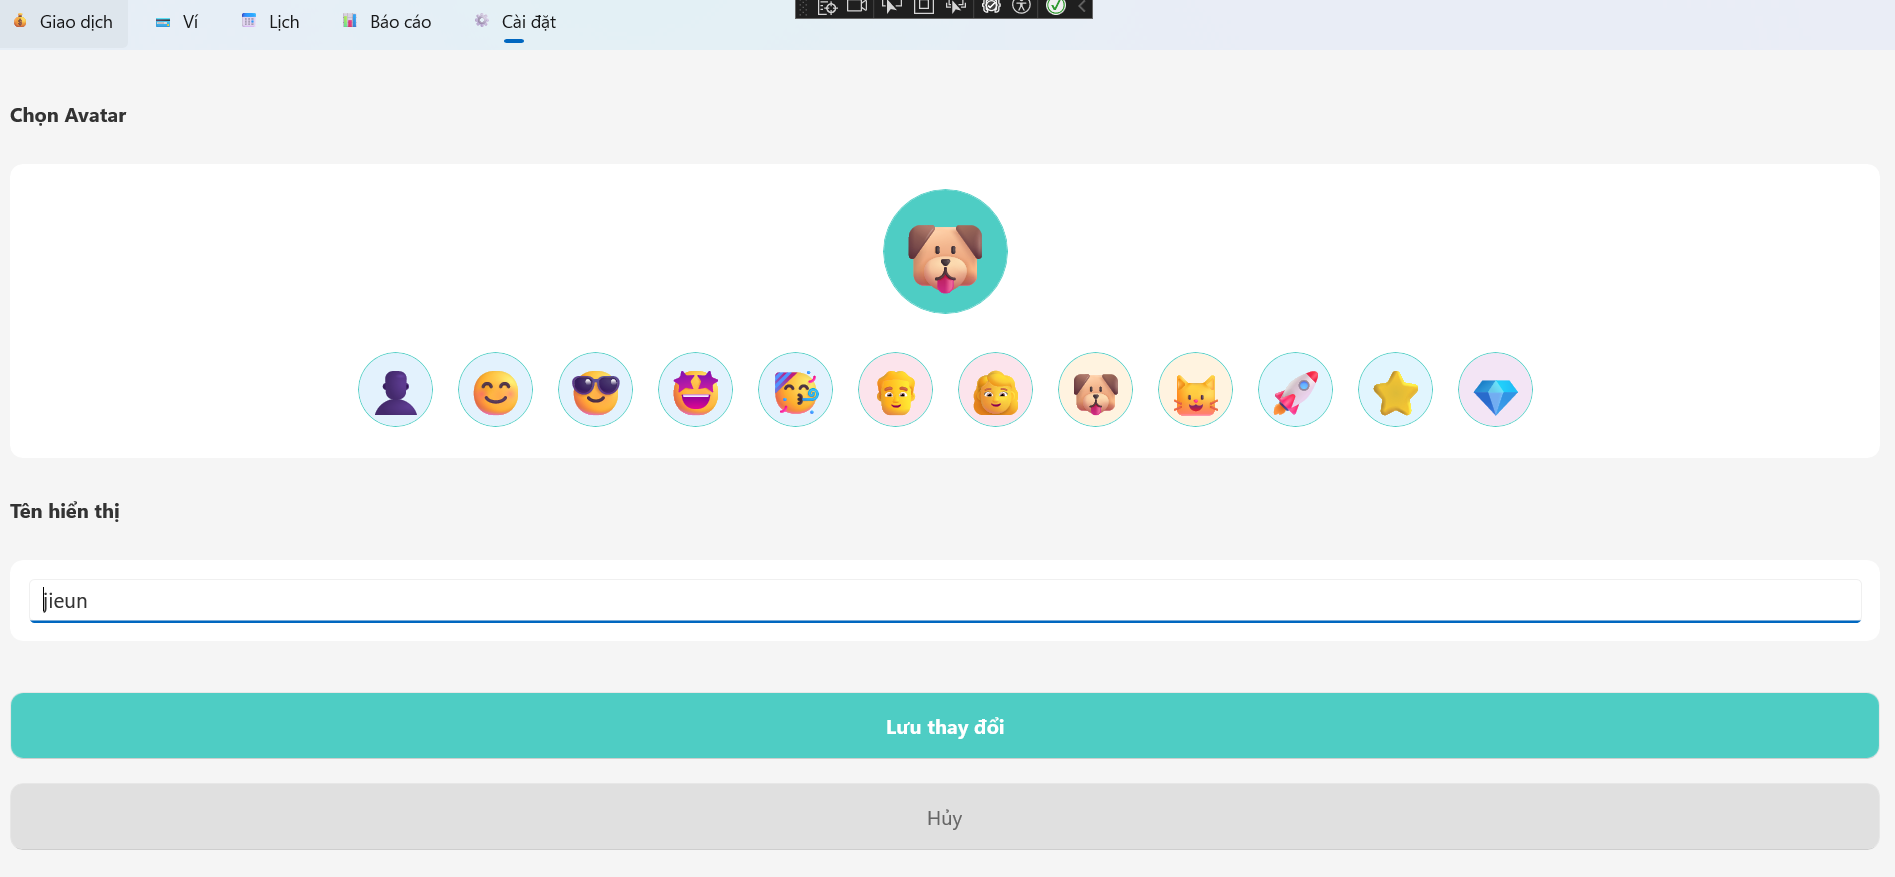 Giao dịch Ví Lịch Báo cáo Cài đặt
Chọn Avatar
Tên hiển thị
jieun
Lưu thay đổi
Hủy